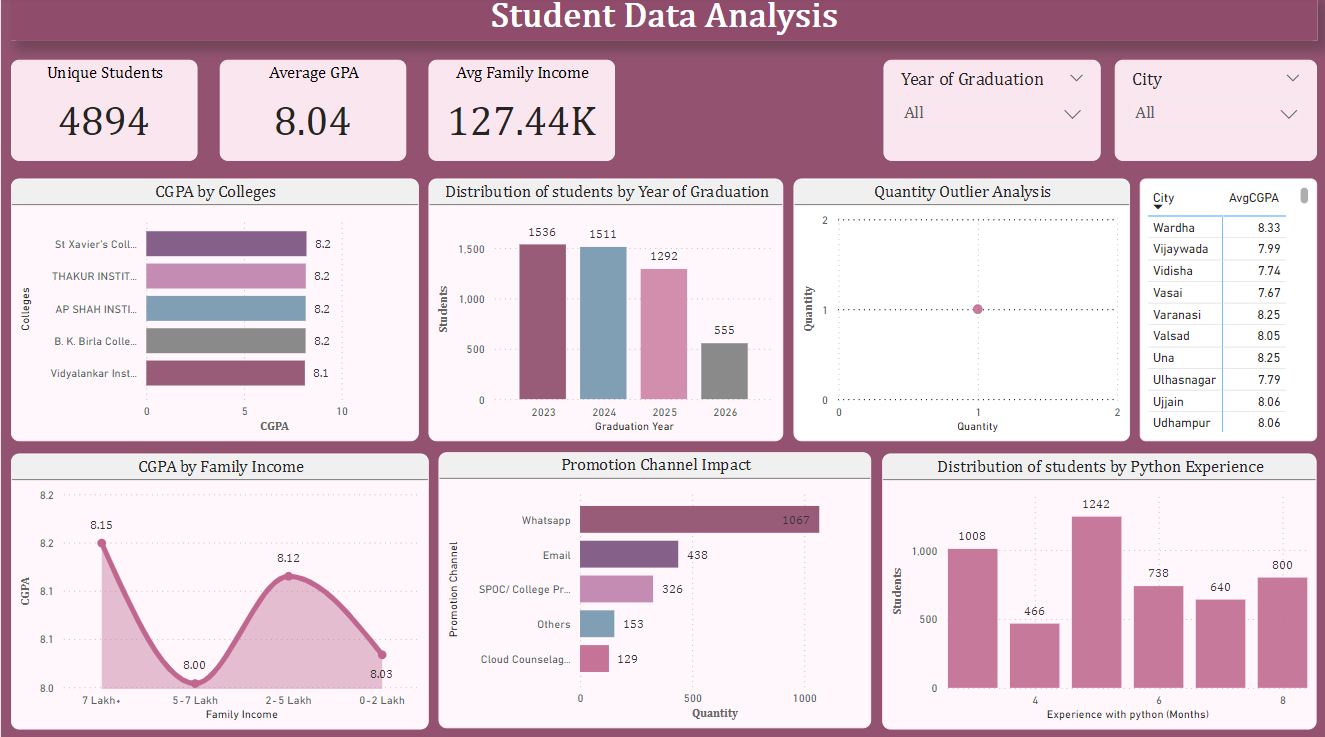 Student Data Analysis
Unique Students
4894
Average GPA
8.04
Avg Family Income
127.44K
Year of Graduation
All
City
All
CGPA by Colleges
Colleges
St Xavier's Coll...
8.2
THAKUR INSTIT...
8.2
AP SHAH INSTI...
8.2
B. K. Birla Colle...
8.2
Vidyalankar Inst...
8.1
0 5 10
CGPA
Distribution of students by Year of Graduation
Students
1,500
1,000
500
0
1536
1511
1292
555
2023 2024 2025 2026
Graduation Year
Quantity Outlier Analysis
Quantity
2
1
0
0 1 2
Quantity
City AvgCGPA
Wardha 8.33
Vijaywada 7.99
Vidisha 7.74
Vasai 7.67
Varanasi 8.25
Valsad 8.05
Una 8.25
Ulhasnagar 7.79
Ujjain 8.06
Udhampur 8.06
CGPA by Family Income
CGPA
8.2
8.2
8.1
8.1
8.0
8.15
8.00
8.12
8.03
7 Lakh+ 5-7 Lakh 2-5 Lakh 0-2 Lakh
Family Income
Promotion Channel Impact
Promotion Channel
Whatsapp
1067
Email
438
SPOC/ College Pr...
326
Others
153
Cloud Counselag...
129
0 500 1000
Quantity
Distribution of students by Python Experience
Students
1,000
500
0
1008
466
1242
738
640
800
4 6 8
Experience with python (Months)